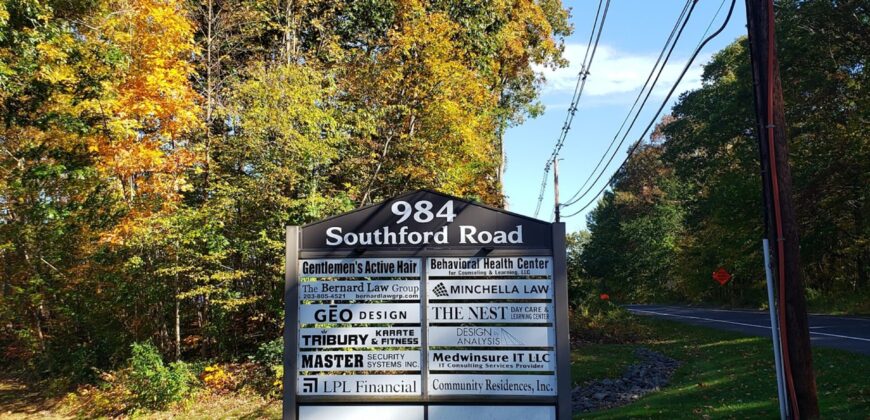 984
Southford Road
Gentlemen's Active Hair
The Bernard Law Group
203-805-4521 bernardlawgrp.com
GEO DESIGN
TRIBURY KARATE & FITNESS
MASTER SECURITY SYSTEMS INC
LPL Financial
Behavioral Health Center
for Counseling & Learning, LLC
MINCHELLA LAW
THE NEST DAY CARE & LEARNING CTR
DESIGN ANALYSIS
Medwinsure IT LLC
IT Consulting Services Provider
Community Residences, Inc.